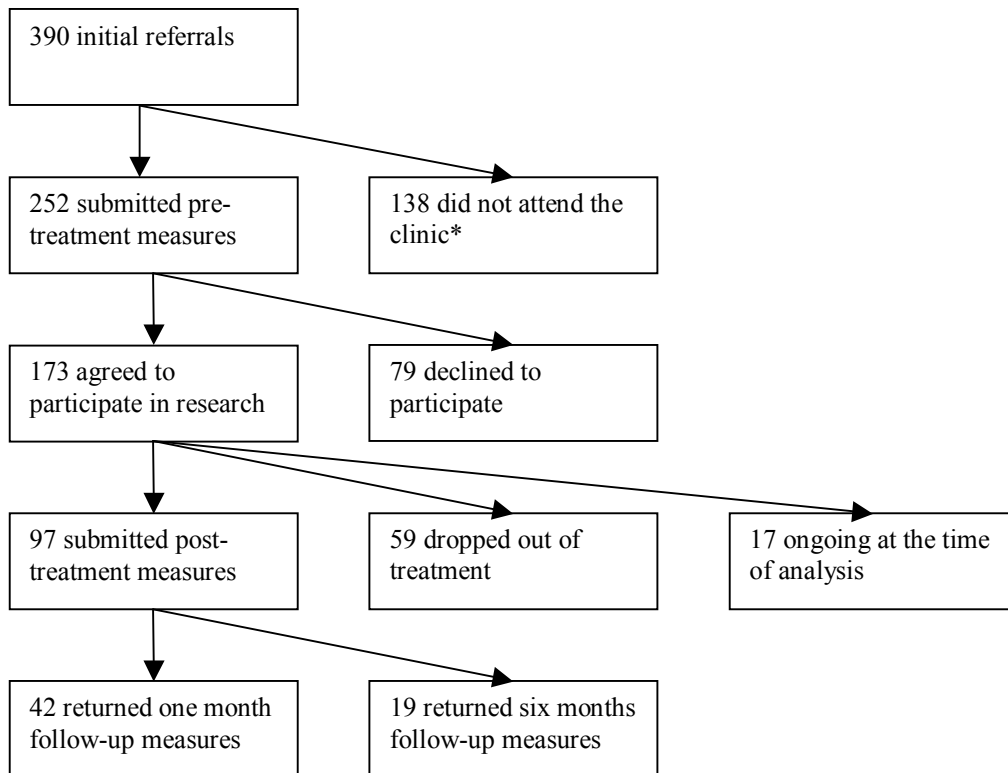 390 initial referrals
252 submitted pre-
treatment measures
138 did not attend the
clinic*
173 agreed to
participate in research
79 declined to
participate
97 submitted post-
treatment measures
59 dropped out of
treatment
17 ongoing at the time
of analysis
42 returned one month
follow-up measures
19 returned six months
follow-up measures